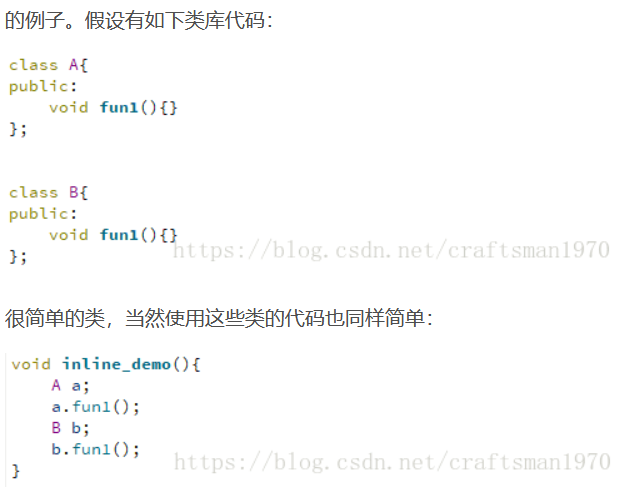 的例子。假设有如下类库代码：
class A{
public:
    void fun1(){}
};
class B{
public:
    void fun1(){}
https://blog.csdn.net/craftsman1970
};
很简单的类，当然使用这些类的代码也同样简单：
void inline_demo(){
    A a;
    a.fun1();
    B b;
    b.fun1();
https://blog.csdn.net/craftsman1970
}